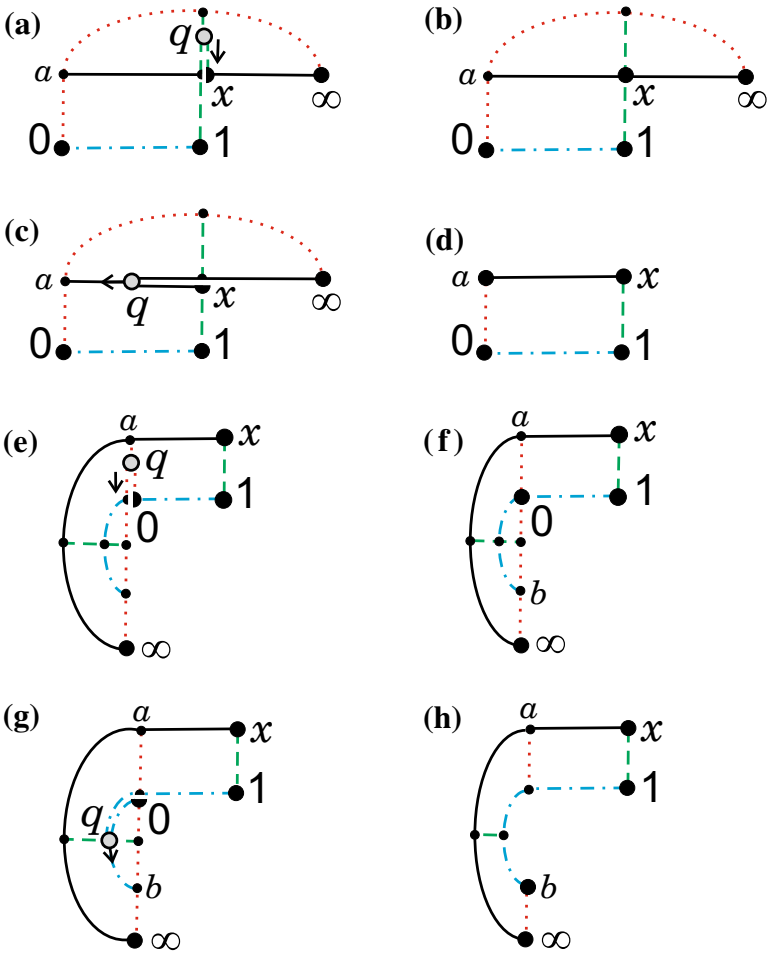 (a)
q
a
x
∞
0
1
(b)
a
x
∞
0
1
(c)
a
q
x
∞
0
1
(d)
a
x
0
1
(e)
a
x
q
1
0
∞
(f)
a
x
1
0
b
∞
(g)
a
x
1
q
0
b
∞
(h)
a
x
1
b
∞